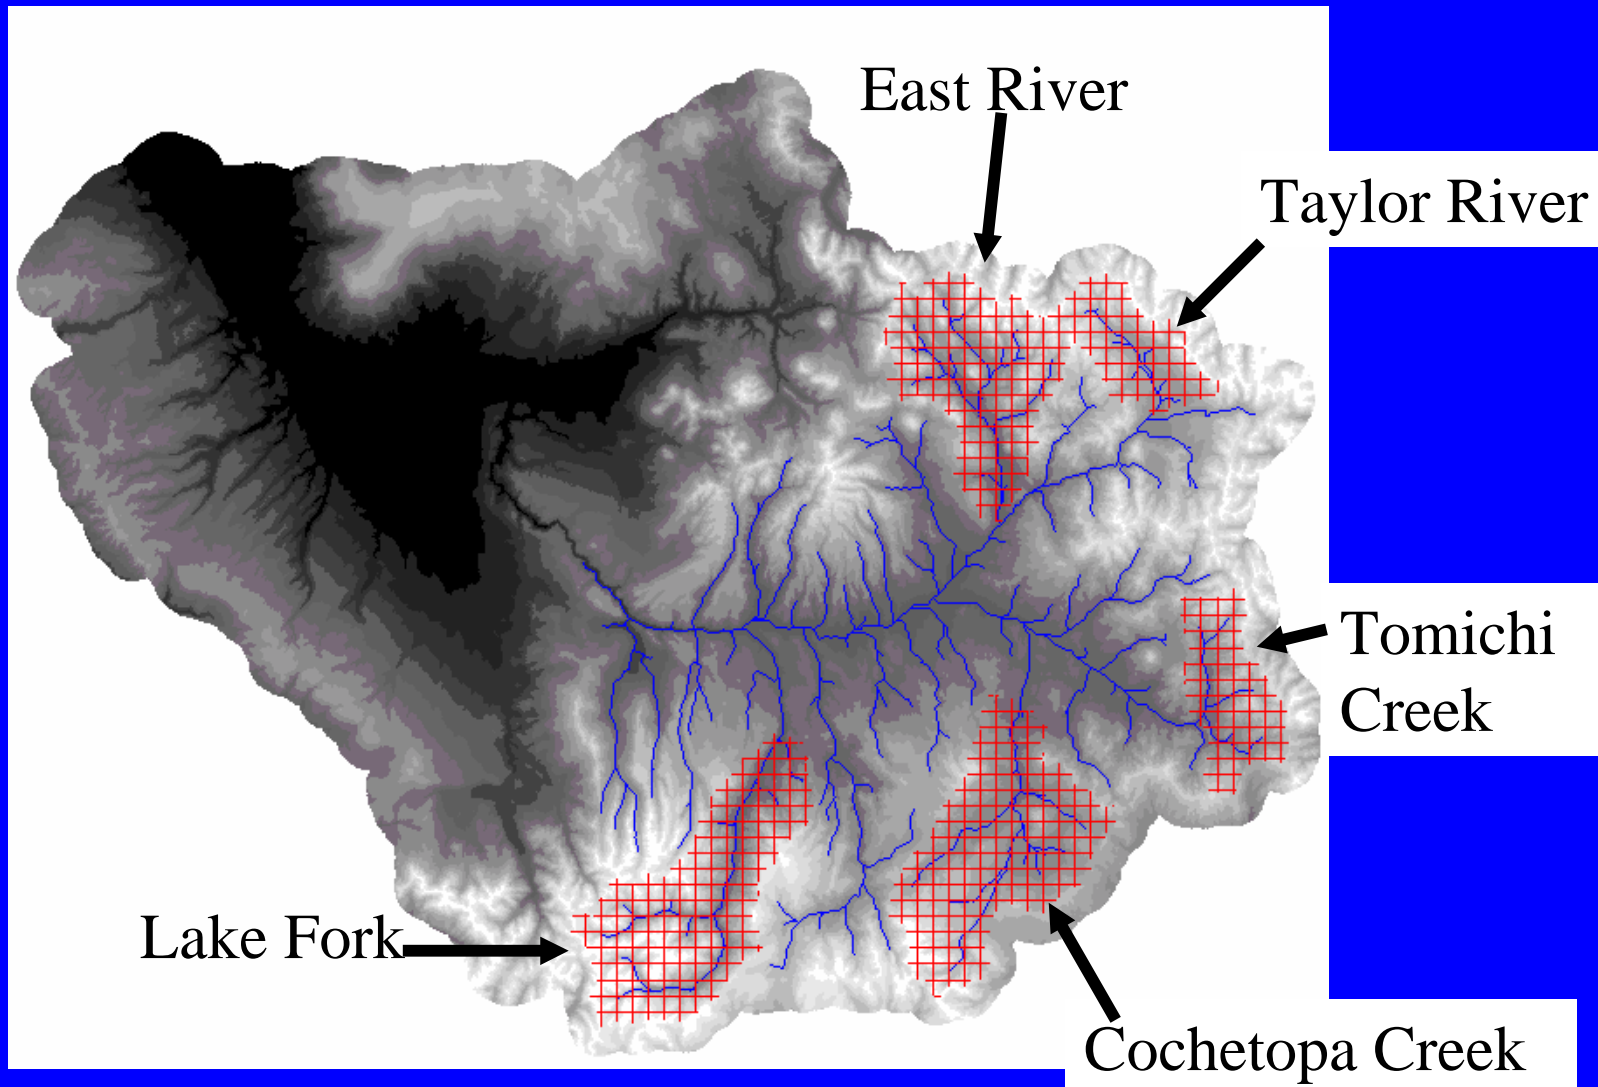 East River
Taylor River
Tomichi
Creek
Lake Fork
Cochetopa Creek